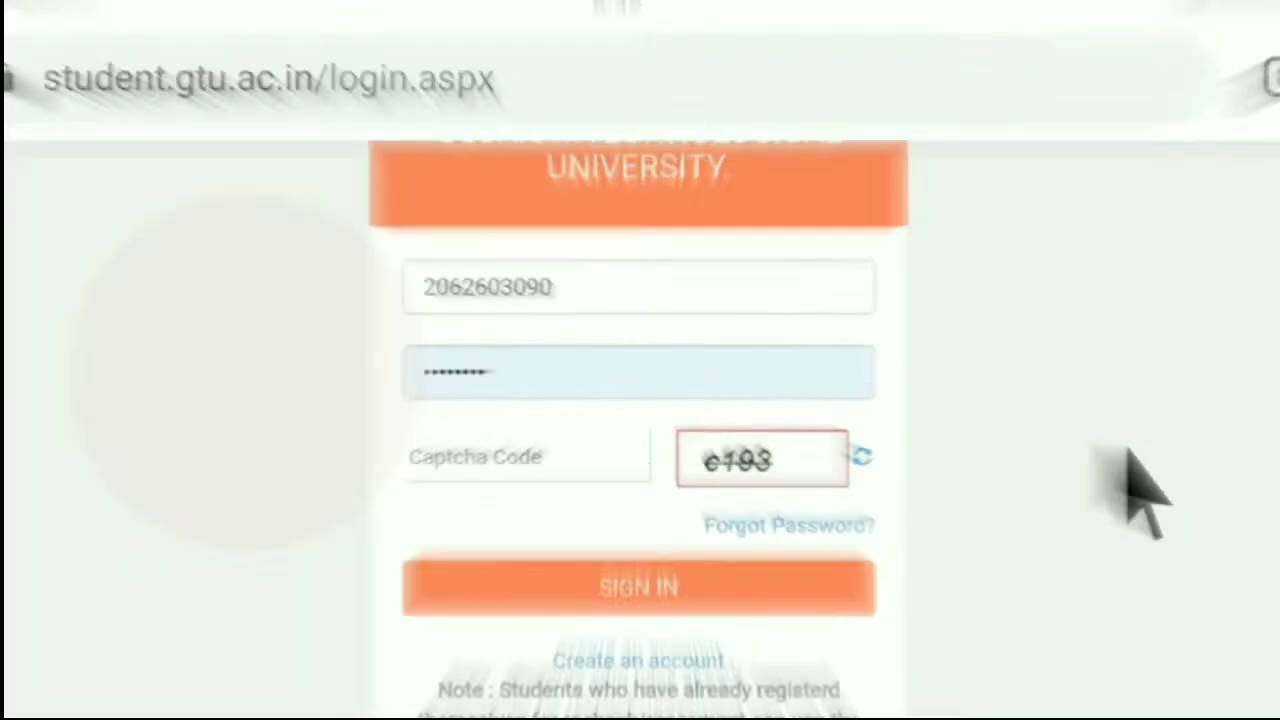 student.gtu.ac.in/login.aspx
UNIVERSITY.
2062603090
Captcha Code
c193
Forgot Password?
SIGN IN
Create an account
Note : Students who have already registerd